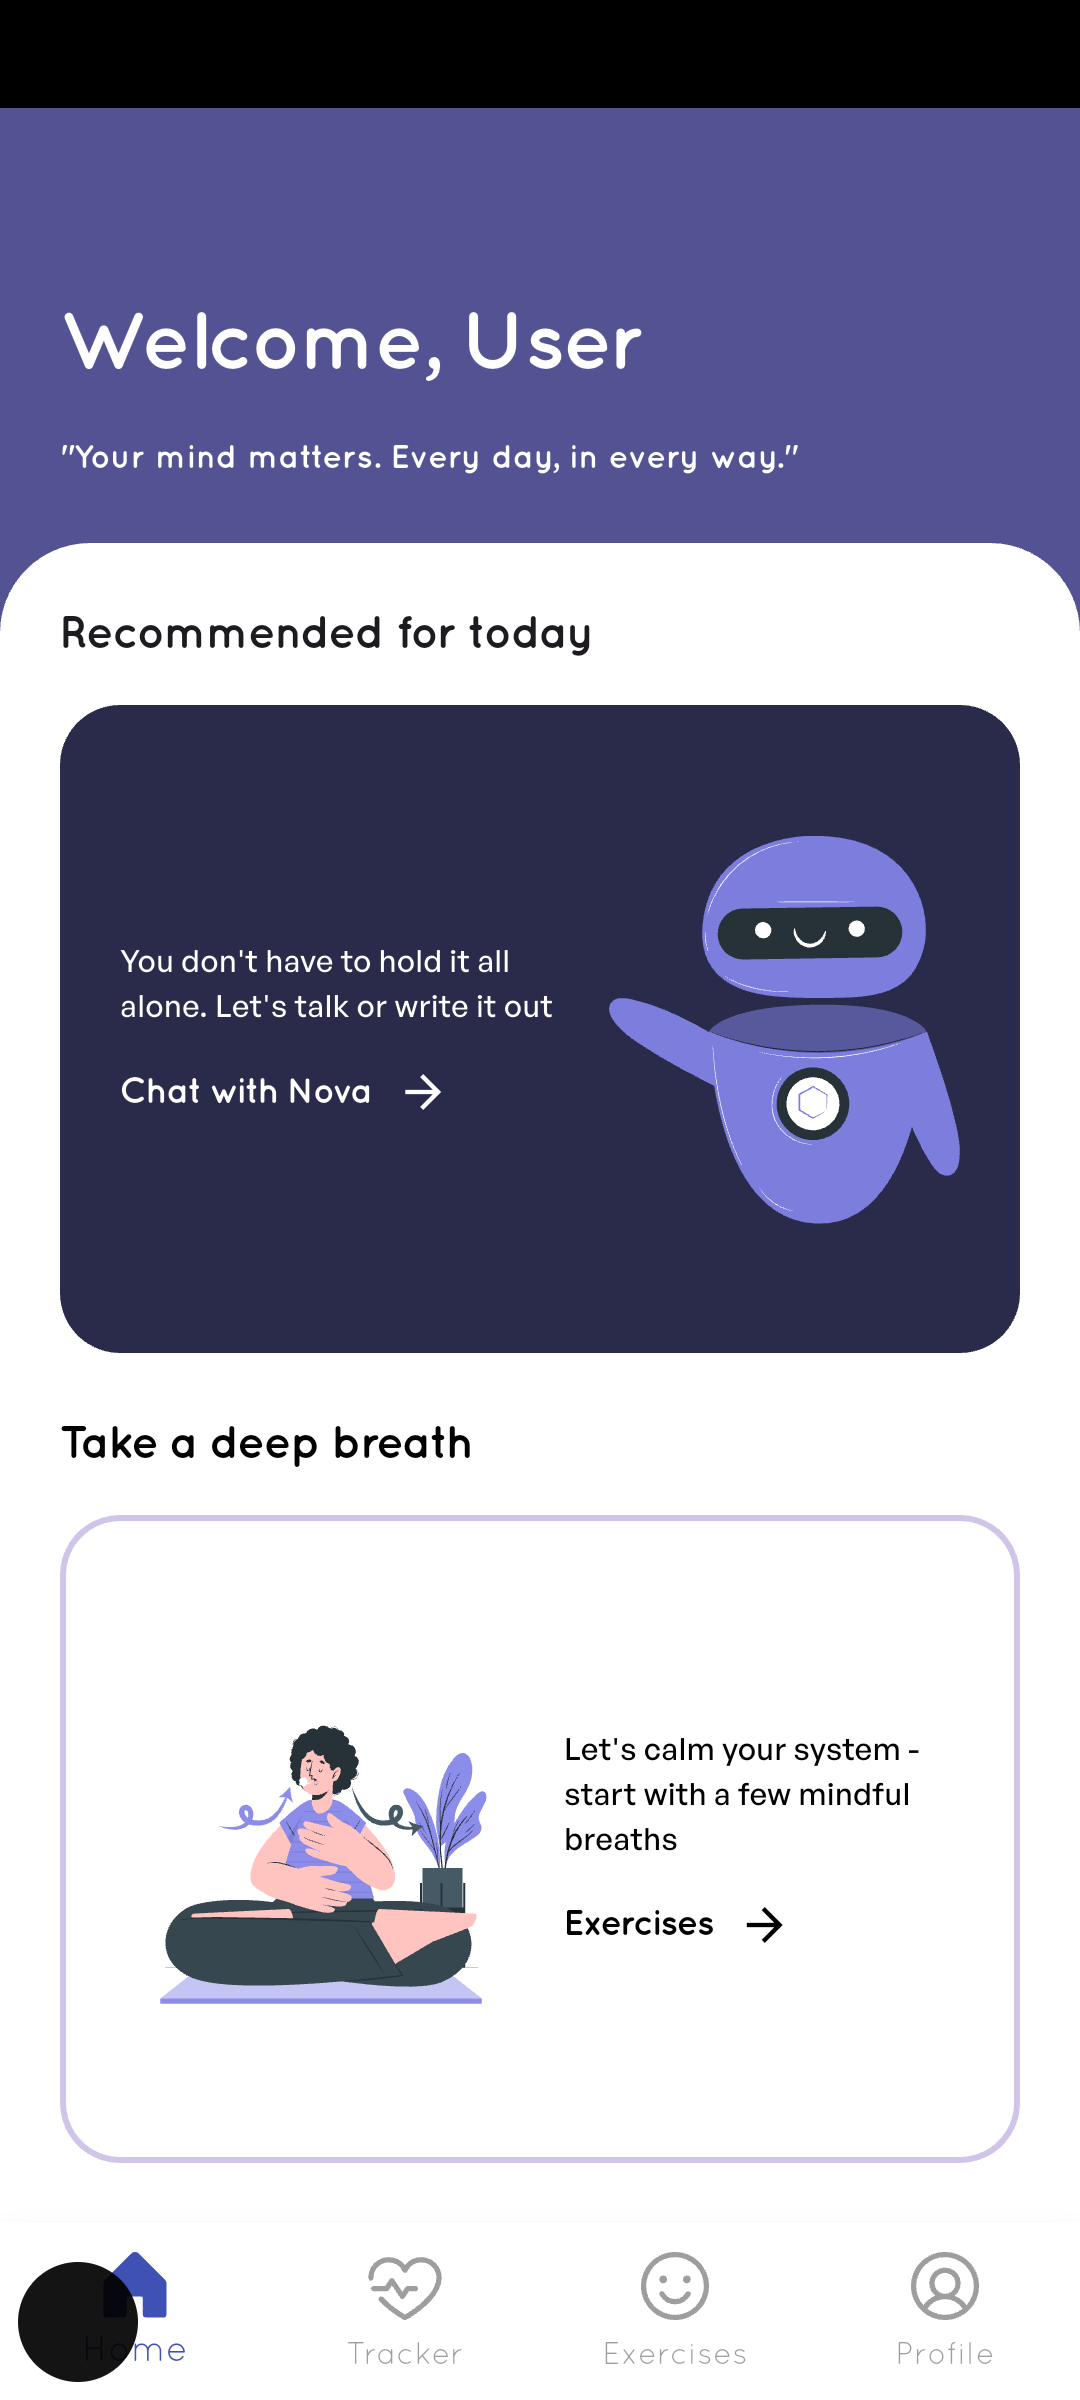 Welcome, User
"Your mind matters. Every day, in every way."
Recommended for today
You don't have to hold it all
alone. Let's talk or write it out
Chat with Nova
Take a deep breath
Let's calm your system -
start with a few mindful
breaths
Exercises
Home
Tracker
Exercises
Profile